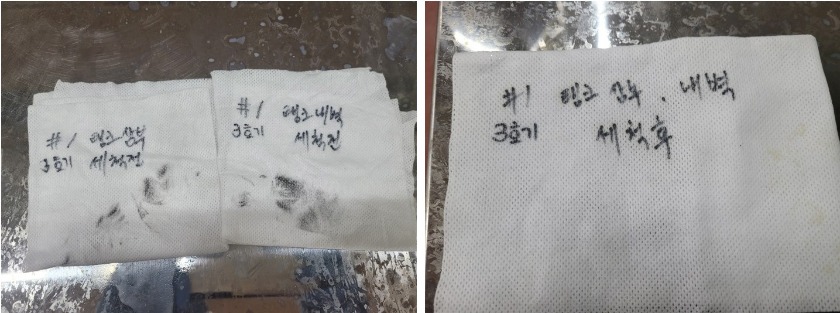 #1 탱크상부
3호기 세척전
#1 탱크내벽
3호기 세척전
#1 탱크 상부. 내벽
3호기 세척후